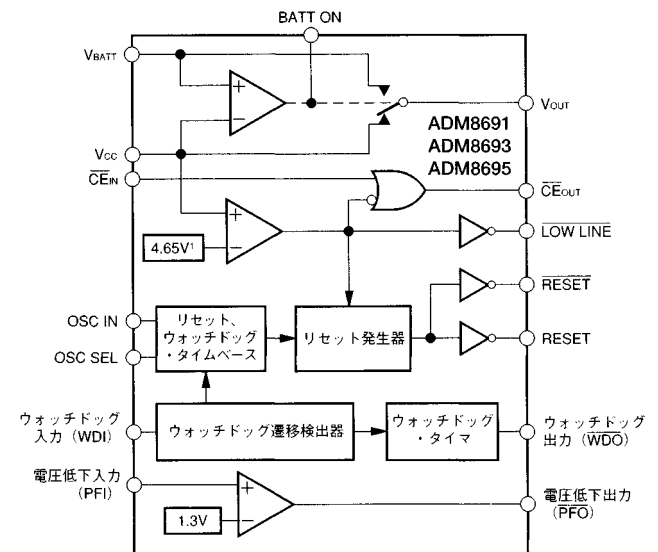 BATT ON
VBATT
VOUT
ADM8691
ADM8693
ADM8695
VCC
CEIN
CEOUT
4.65V¹
LOW LINE
RESET
OSC IN
OSC SEL
リセット、
ウォッチドッグ
・タイムベース
リセット発生器
RESET
ウォッチドッグ
入力(WDI)
ウォッチドッグ遷移検出器
ウォッチドッグ
・タイマ
ウォッチドッグ
出力(WDO)
電圧低下入力
(PFI)
1.3V
電圧低下出力
(PFO)